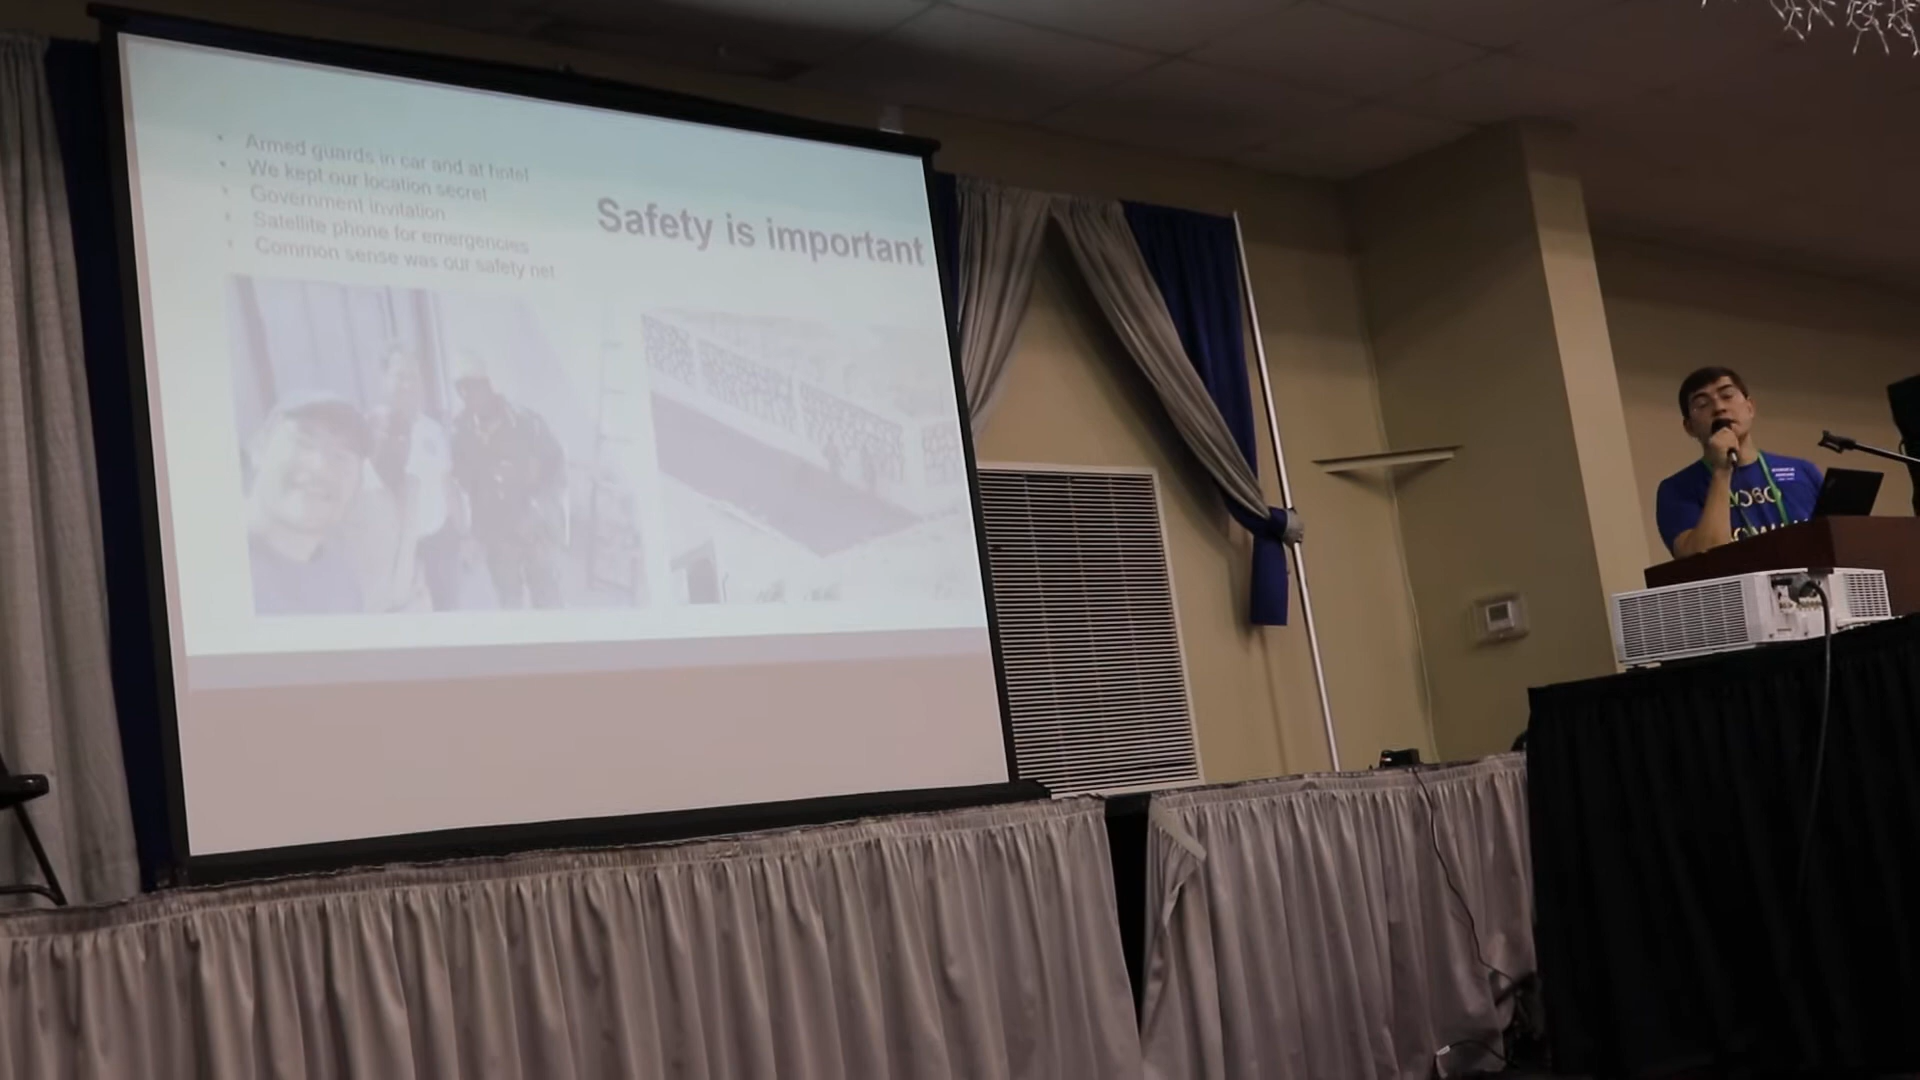 Armed guards in car and at hotel
We kept our location secret
Government invitation
Satellite phone for emergencies
Common sense was our safety net
Safety is important